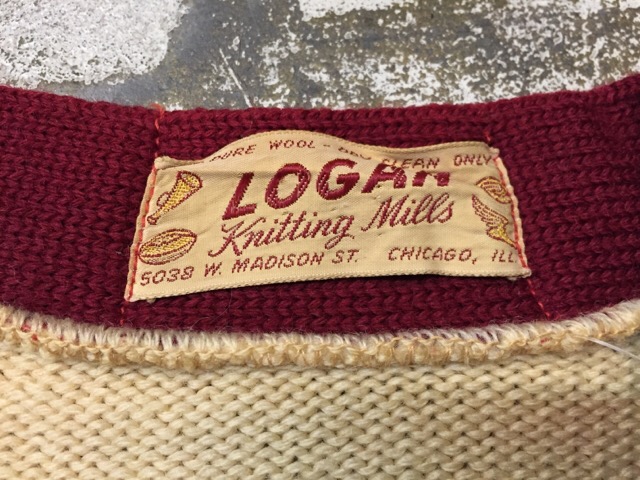 PURE WOOL - DRY CLEAN ONLY
LOGAN
Knitting Mills
5038 W. MADISON ST. CHICAGO, ILL